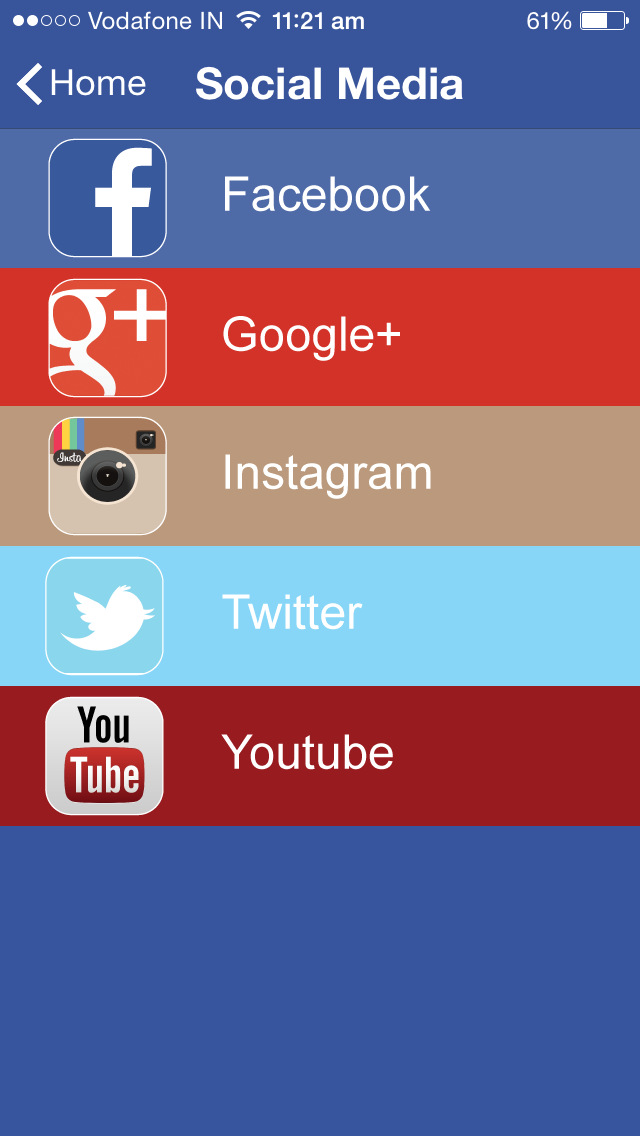 Vodafone IN 11:21 am 61%
Home Social Media
f Facebook
g+ Google+
Insta Instagram
Twitter
You
Tube Youtube